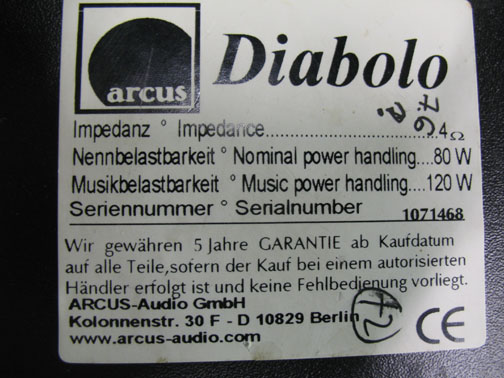 arcus
Diabolo
Impedanz ° Impedance..............................4Ω
Nennbelastbarkeit ° Nominal power handling....80 W
Musikbelastbarkeit ° Music power handling....120 W
Seriennummer ° Serialnumber 1071468
Wir gewähren 5 Jahre GARANTIE ab Kaufdatum
auf alle Teile,sofern der Kauf bei einem autorisierten
Händler erfolgt ist und keine Fehlbedienung vorliegt.
ARCUS-Audio GmbH
Kolonnenstr. 30 F - D 10829 Berlin
www.arcus-audio.com
CE